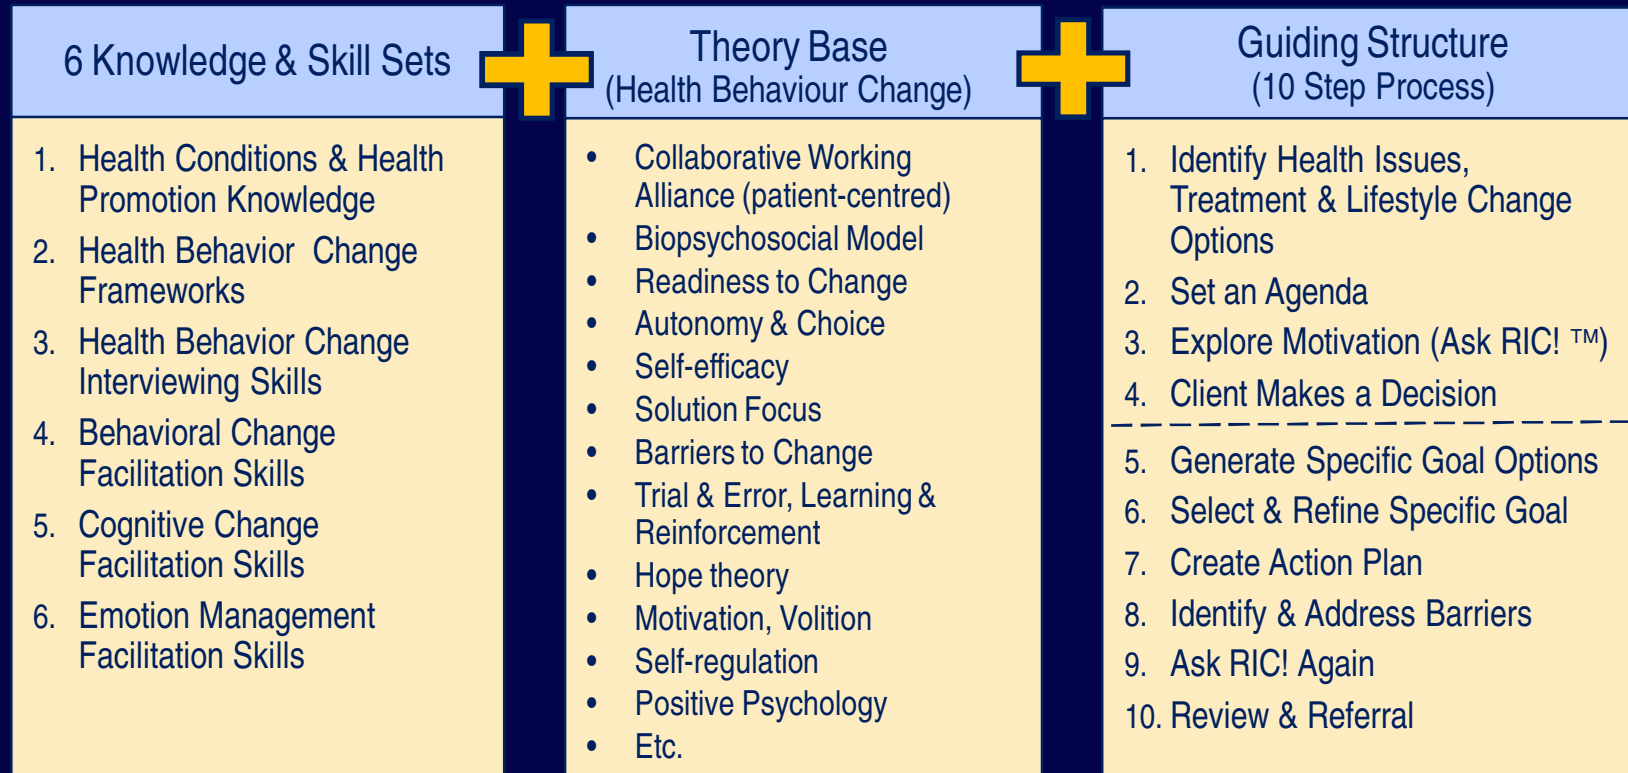 6 Knowledge & Skill Sets
1. Health Conditions & Health
Promotion Knowledge
2. Health Behavior Change
Frameworks
3. Health Behavior Change
Interviewing Skills
4. Behavioral Change
Facilitation Skills
5. Cognitive Change
Facilitation Skills
6. Emotion Management
Facilitation Skills
Theory Base
(Health Behaviour Change)
• Collaborative Working
Alliance (patient-centred)
• Biopsychosocial Model
• Readiness to Change
• Autonomy & Choice
• Self-efficacy
• Solution Focus
• Barriers to Change
• Trial & Error, Learning &
Reinforcement
• Hope theory
• Motivation, Volition
• Self-regulation
• Positive Psychology
• Etc.
Guiding Structure
(10 Step Process)
1. Identify Health Issues,
Treatment & Lifestyle Change
Options
2. Set an Agenda
3. Explore Motivation (Ask RIC! ™)
4. Client Makes a Decision
5. Generate Specific Goal Options
6. Select & Refine Specific Goal
7. Create Action Plan
8. Identify & Address Barriers
9. Ask RIC! Again
10. Review & Referral